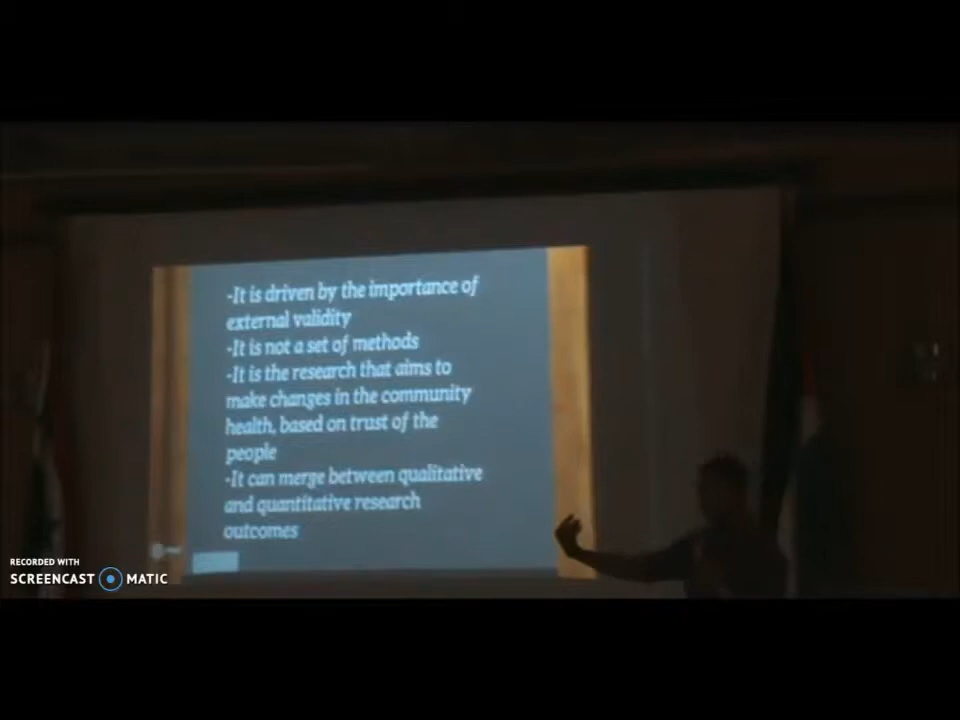 -It is driven by the importance of
external validity
-It is not a set of methods
-It is the research that aims to
make changes in the community
health, based on trust of the
people
-It can merge between qualitative
and quantitative research
outcomes
RECORDED WITH
SCREENCAST MATIC